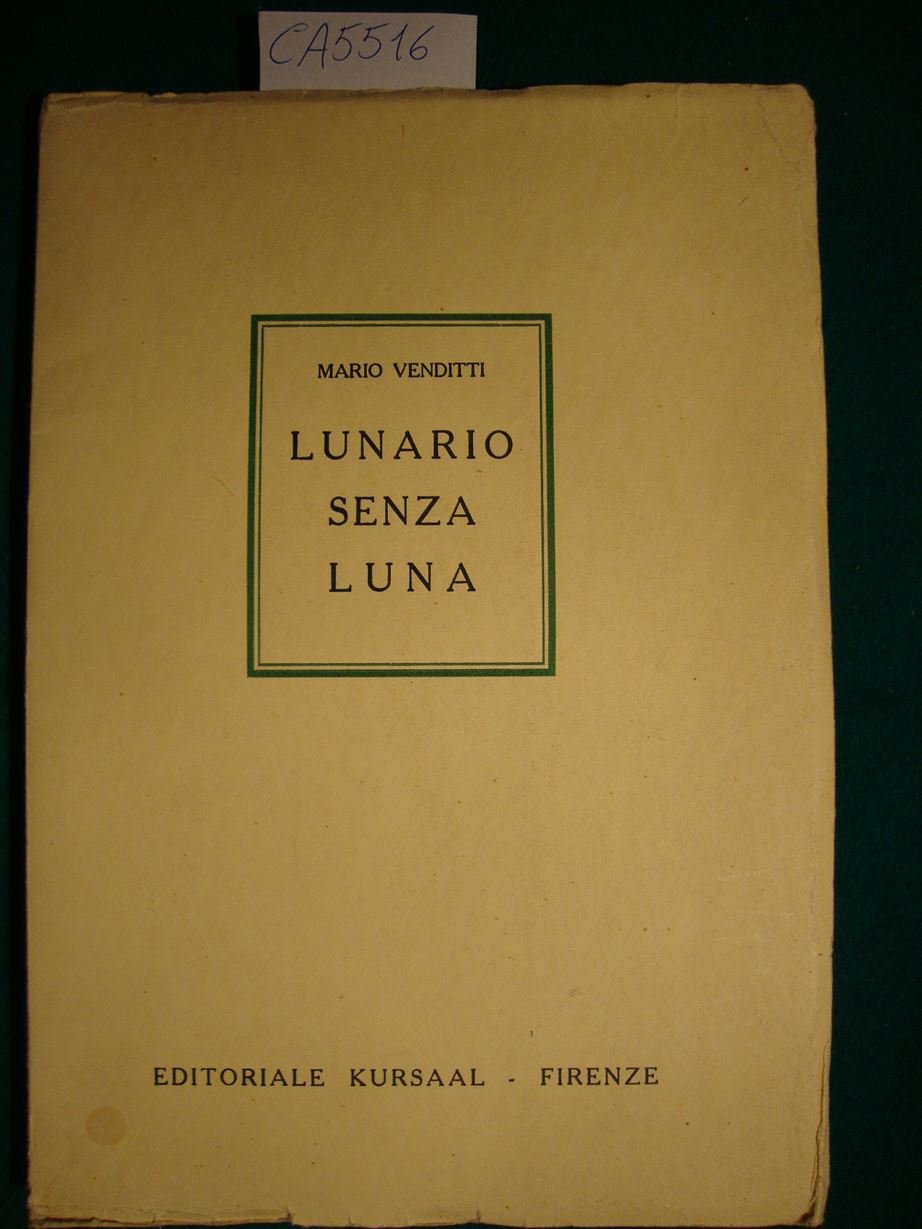 CA5516
MARIO VENDITTI
LUNARIO
SENZA
LUNA
EDITORIALE KURSAAL - FIRENZE